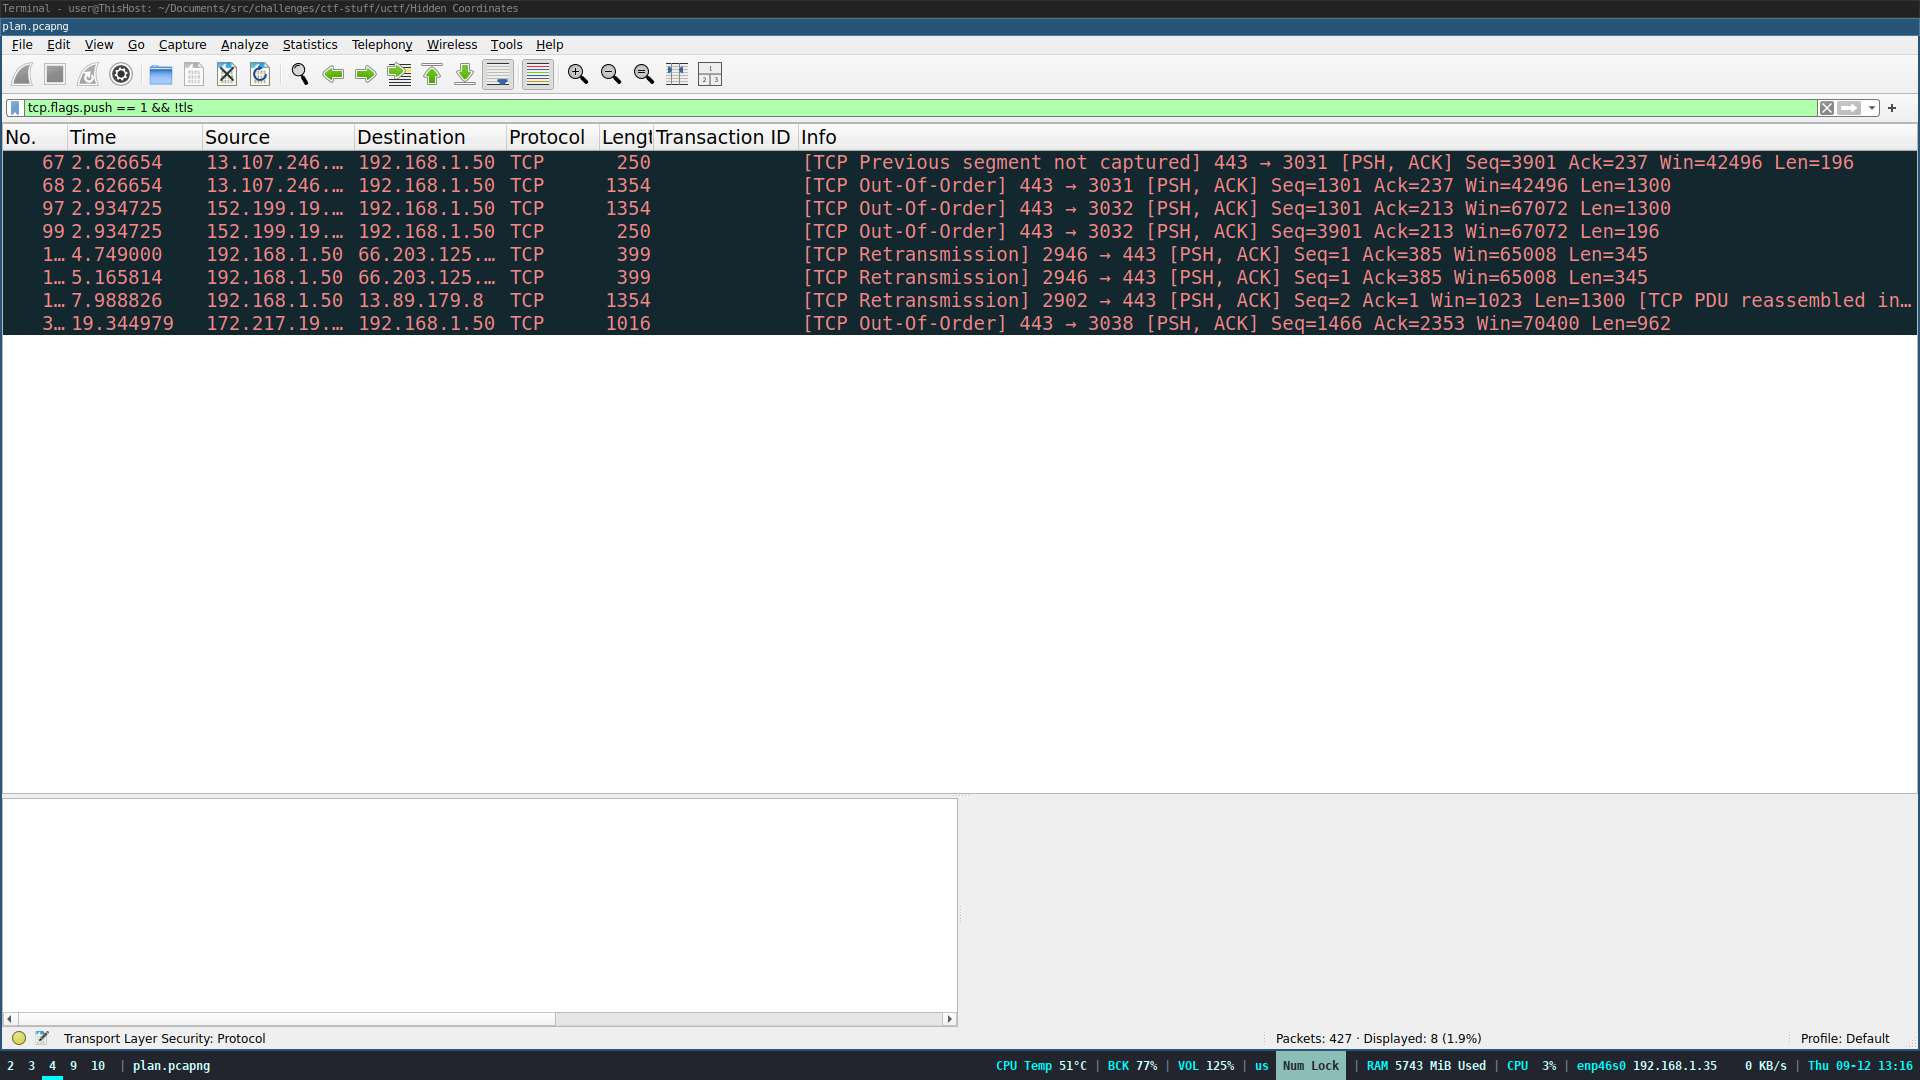 Terminal - user@ThisHost: ~/Documents/src/challenges/ctf-stuff/uctf/Hidden Coordinates
plan.pcapng
File Edit View Go Capture Analyze Statistics Telephony Wireless Tools Help
tcp.flags.push == 1 && !tls
No. Time Source Destination Protocol Lengt Transaction ID Info
67 2.626654 13.107.246.… 192.168.1.50 TCP 250 [TCP Previous segment not captured] 443 → 3031 [PSH, ACK] Seq=3901 Ack=237 Win=42496 Len=196
68 2.626654 13.107.246.… 192.168.1.50 TCP 1354 [TCP Out-Of-Order] 443 → 3031 [PSH, ACK] Seq=1301 Ack=237 Win=42496 Len=1300
97 2.934725 152.199.19.… 192.168.1.50 TCP 1354 [TCP Out-Of-Order] 443 → 3032 [PSH, ACK] Seq=1301 Ack=213 Win=67072 Len=1300
99 2.934725 152.199.19.… 192.168.1.50 TCP 250 [TCP Out-Of-Order] 443 → 3032 [PSH, ACK] Seq=3901 Ack=213 Win=67072 Len=196
1… 4.749000 192.168.1.50 66.203.125.… TCP 399 [TCP Retransmission] 2946 → 443 [PSH, ACK] Seq=1 Ack=385 Win=65008 Len=345
1… 5.165814 192.168.1.50 66.203.125.… TCP 399 [TCP Retransmission] 2946 → 443 [PSH, ACK] Seq=1 Ack=385 Win=65008 Len=345
1… 7.988826 192.168.1.50 13.89.179.8 TCP 1354 [TCP Retransmission] 2902 → 443 [PSH, ACK] Seq=2 Ack=1 Win=1023 Len=1300 [TCP PDU reassembled in…
3… 19.344979 172.217.19.… 192.168.1.50 TCP 1016 [TCP Out-Of-Order] 443 → 3038 [PSH, ACK] Seq=1466 Ack=2353 Win=70400 Len=962
Transport Layer Security: Protocol Packets: 427 · Displayed: 8 (1.9%) Profile: Default
2 3 4 9 10 | plan.pcapng CPU Temp 51°C | BCK 77% | VOL 125% | us Num Lock | RAM 5743 MiB Used | CPU 3% | enp46s0 192.168.1.35 0 KB/s | Thu 09-12 13:16